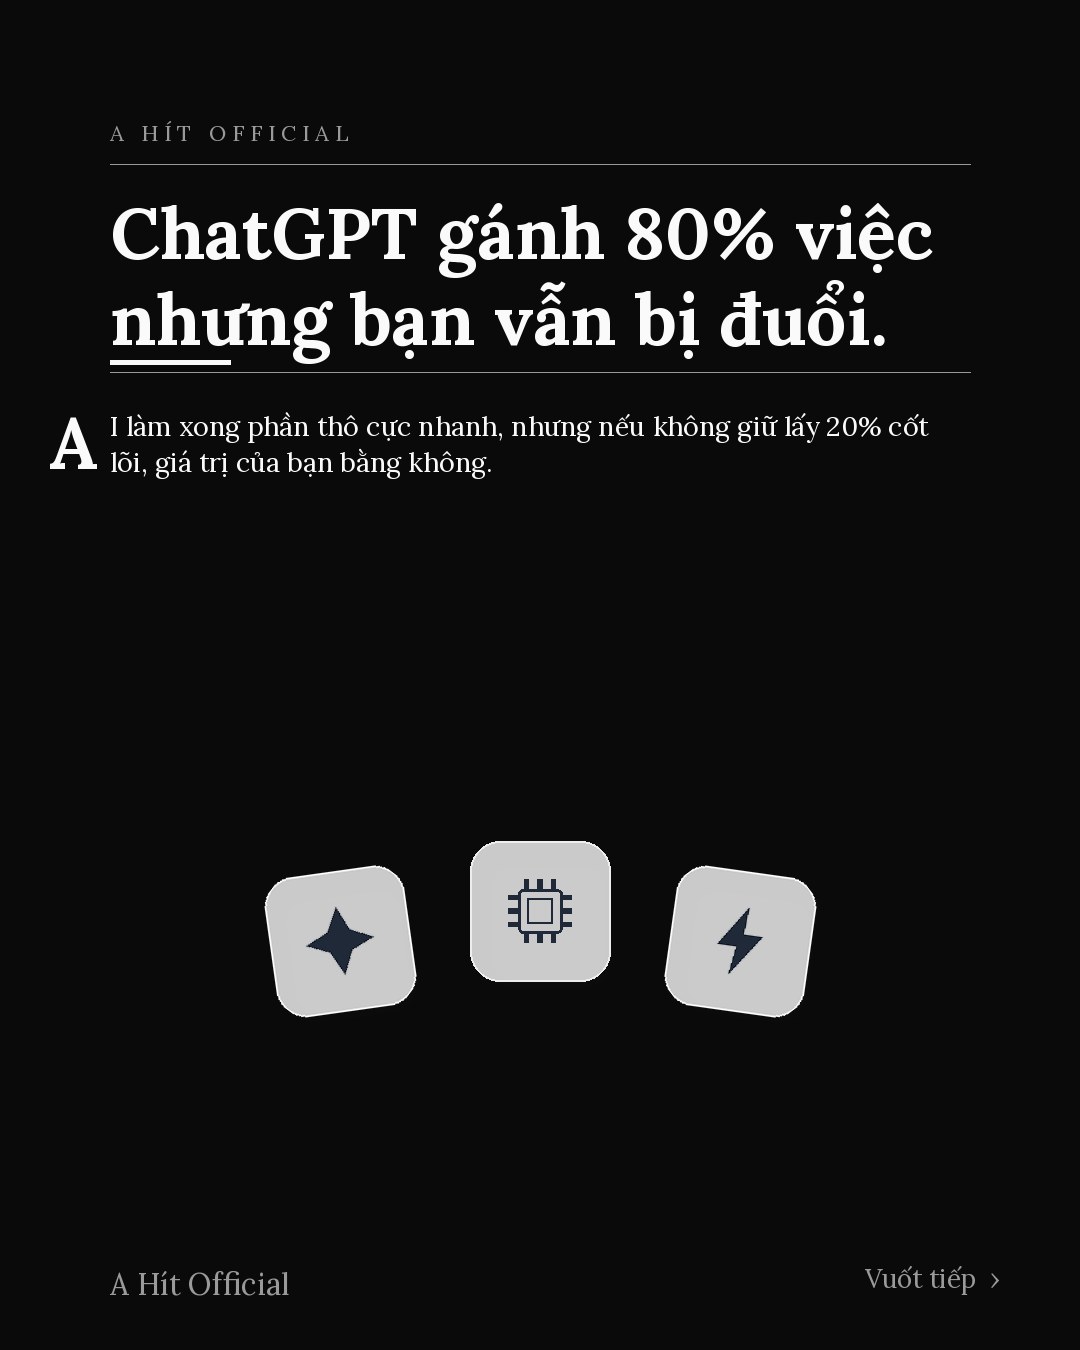 A HÍT OFFICIAL
ChatGPT gánh 80% việc
nhưng bạn vẫn bị đuổi.
AI làm xong phần thô cực nhanh, nhưng nếu không giữ lấy 20% cốt
lõi, giá trị của bạn bằng không.
A Hít Official
Vuốt tiếp ›